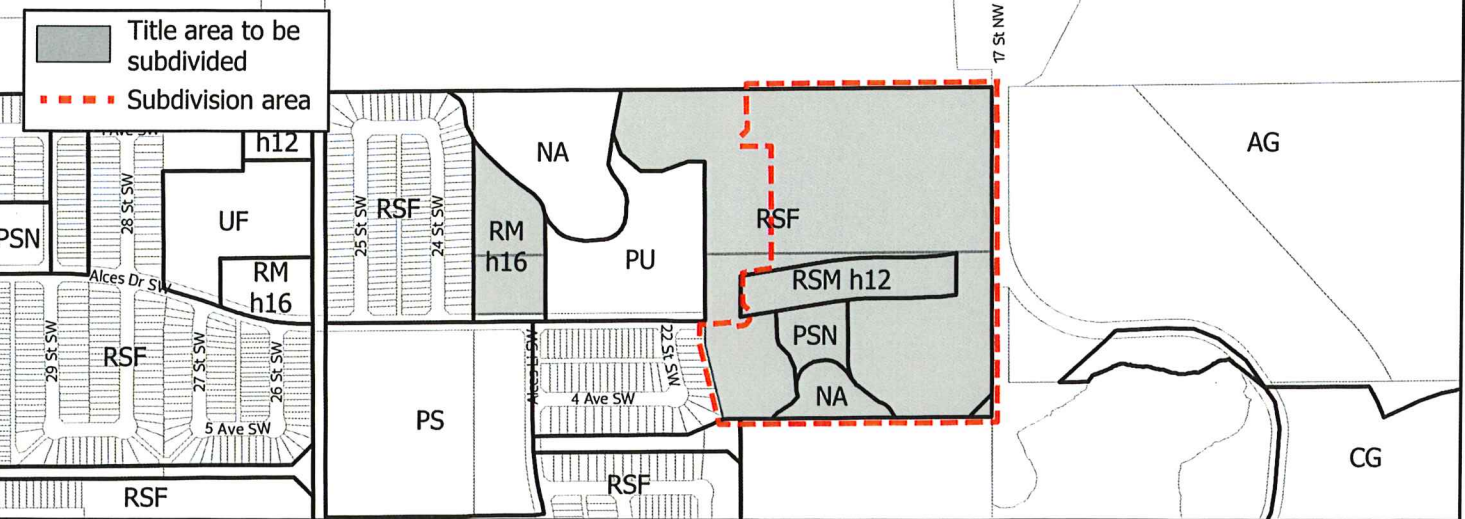 Title area to be
subdivided
Subdivision area
17 St NW
h12
NA
AG
28 St SW
UF
25 St SW
RSF
24 St SW
RSF
PSN
RM
h16
PU
Alces Dr SW
RM
h16
RSM h12
29 St SW
RSF
27 St SW
26 St SW
22 St SW
PSN
4 Ave SW
NA
5 Ave SW
PS
RSF
CG
RSF